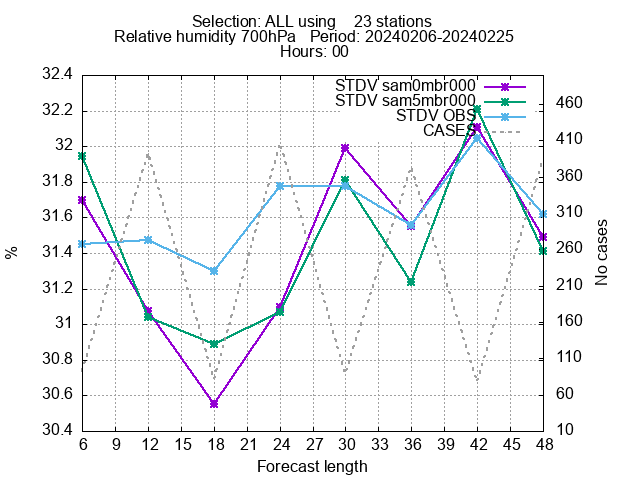 Selection: ALL using    23 stations
Relative humidity 700hPa   Period: 20240206-20240225
Hours: 00
STDV sam0mbr000
STDV sam5mbr000
STDV OBS
CASES
32.4
32.2
32
31.8
31.6
31.4
31.2
31
30.8
30.6
30.4
%
460
410
360
310
260
210
160
110
60
10
No cases
6 9 12 15 18 21 24 27 30 33 36 39 42 45 48
Forecast length